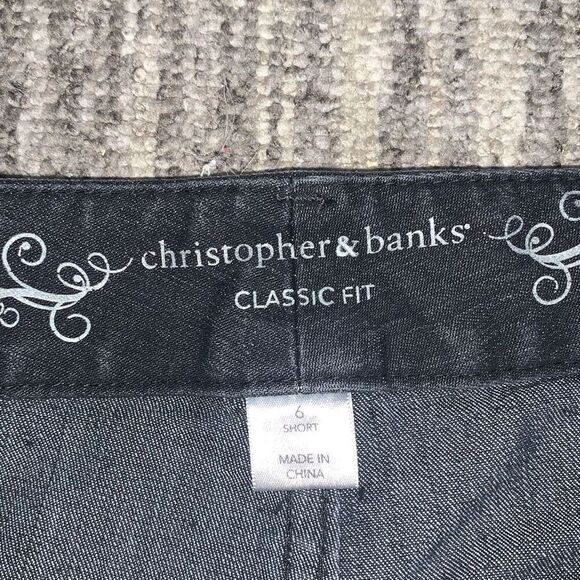 christopher & banks
CLASSIC FIT
6
SHORT
MADE IN
CHINA